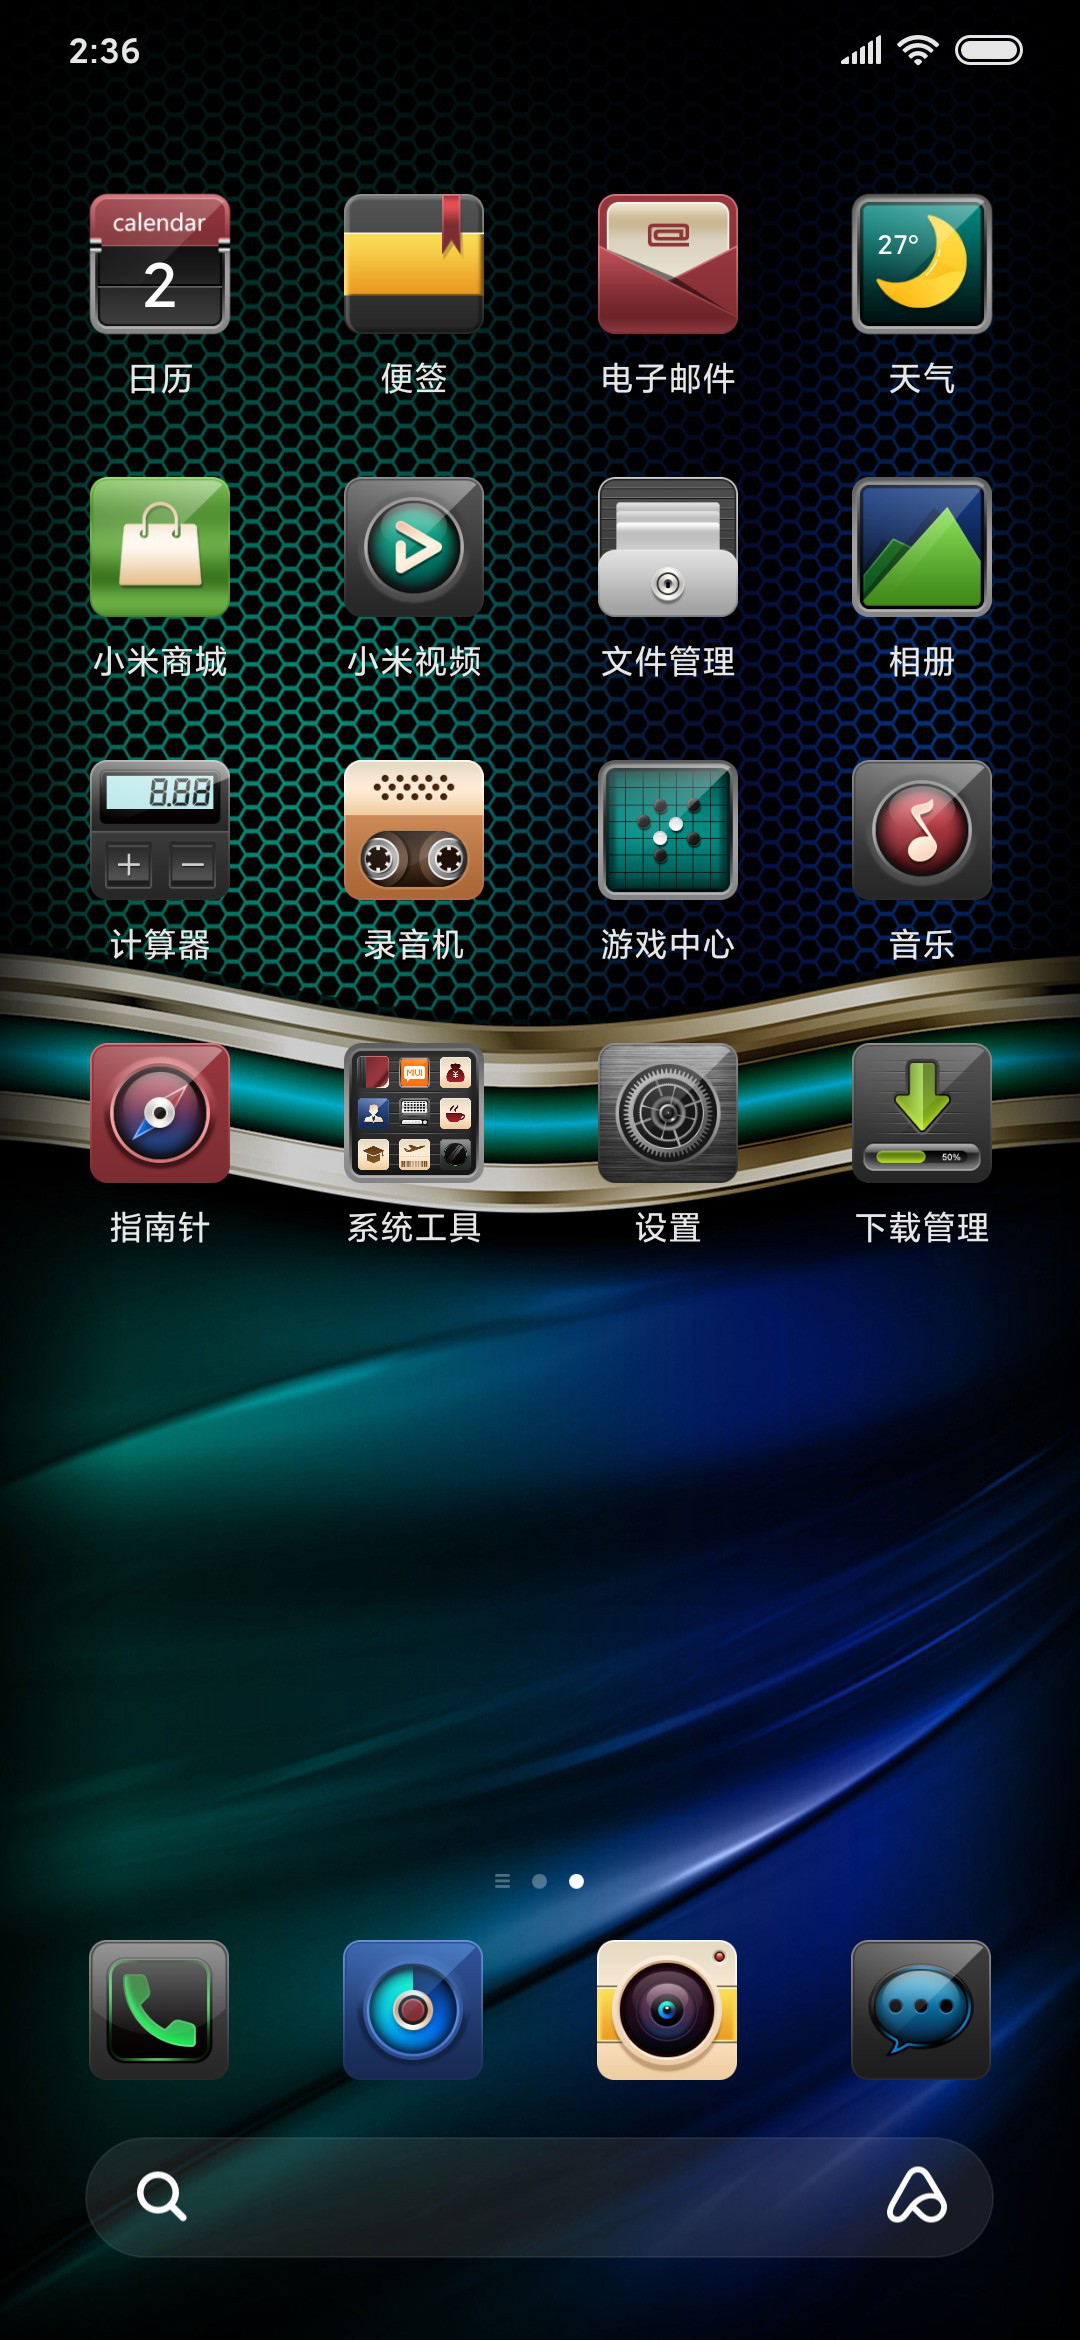 2:36
calendar
2
27°
日历
便签
电子邮件
天气
小米商城
小米视频
文件管理
相册
8.88
+
−
计算器
录音机
游戏中心
音乐
MIUI
¥
50%
指南针
系统工具
设置
下载管理